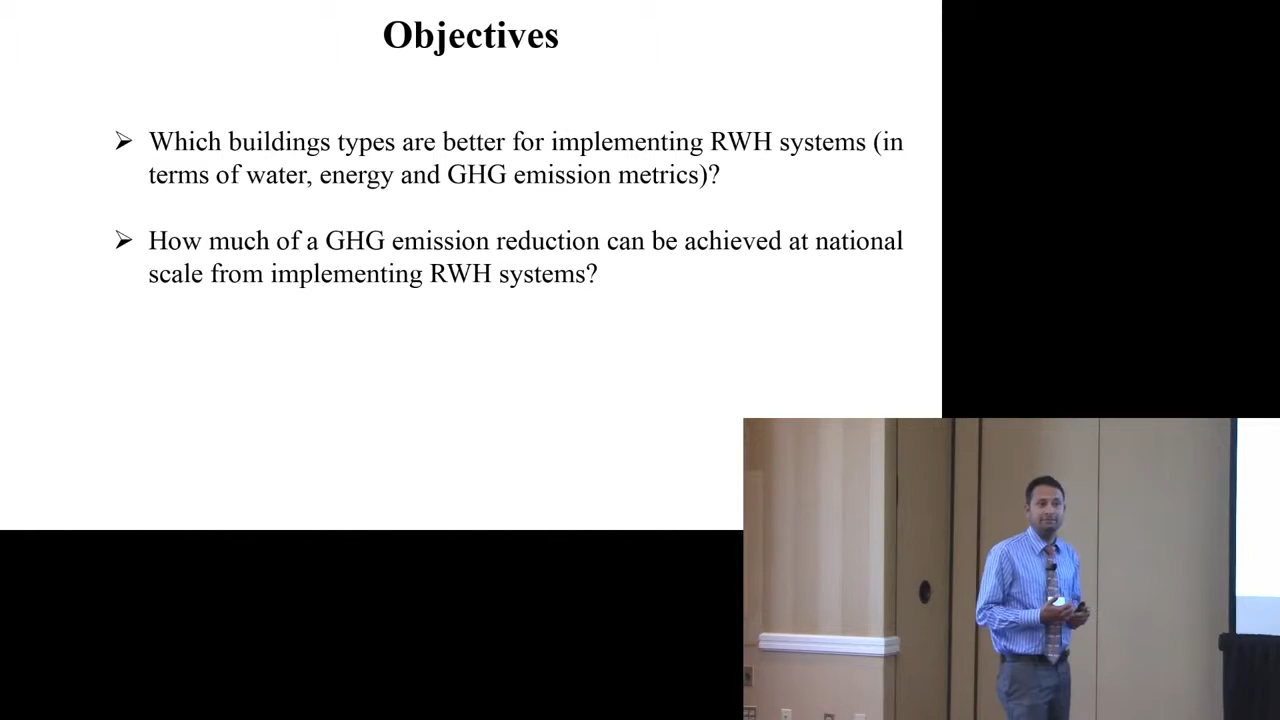 Objectives
➢ Which buildings types are better for implementing RWH systems (in
terms of water, energy and GHG emission metrics)?
➢ How much of a GHG emission reduction can be achieved at national
scale from implementing RWH systems?